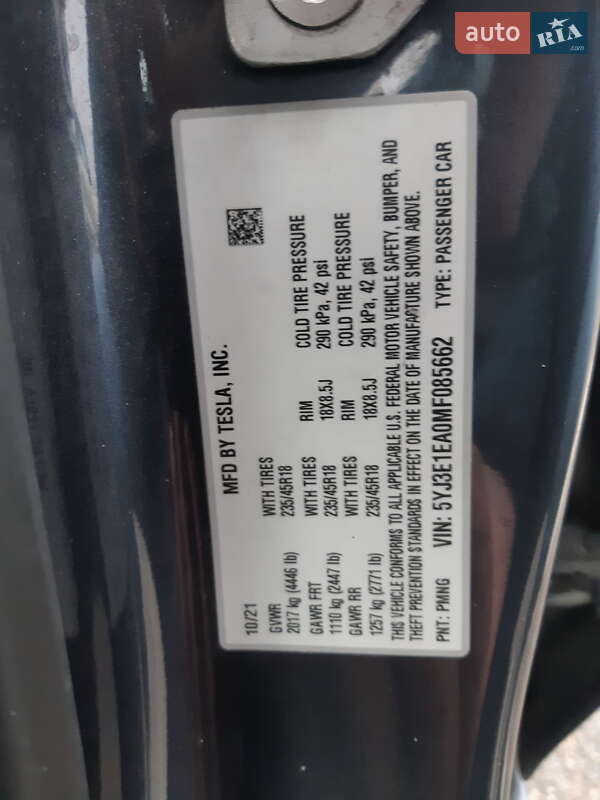 auto RIA .com
MFD BY TESLA, INC.
10/21
GVWR WITH TIRES RIM COLD TIRE PRESSURE
2017 kg (4446 lb) 235/45R18 18X8.5J 290 kPa, 42 psi
GAWR FRT WITH TIRES RIM COLD TIRE PRESSURE
1110 kg (2447 lb) 235/45R18 18X8.5J 290 kPa, 42 psi
GAWR RR WITH TIRES
1257 kg (2771 lb) 235/45R18
THIS VEHICLE CONFORMS TO ALL APPLICABLE U.S. FEDERAL MOTOR VEHICLE SAFETY, BUMPER, AND
THEFT PREVENTION STANDARDS IN EFFECT ON THE DATE OF MANUFAPTURE SHOWN ABOVE.
PNT: PMNG VIN: 5YJ3E1EA0MF085662 TYPE: PASSENGER CAR